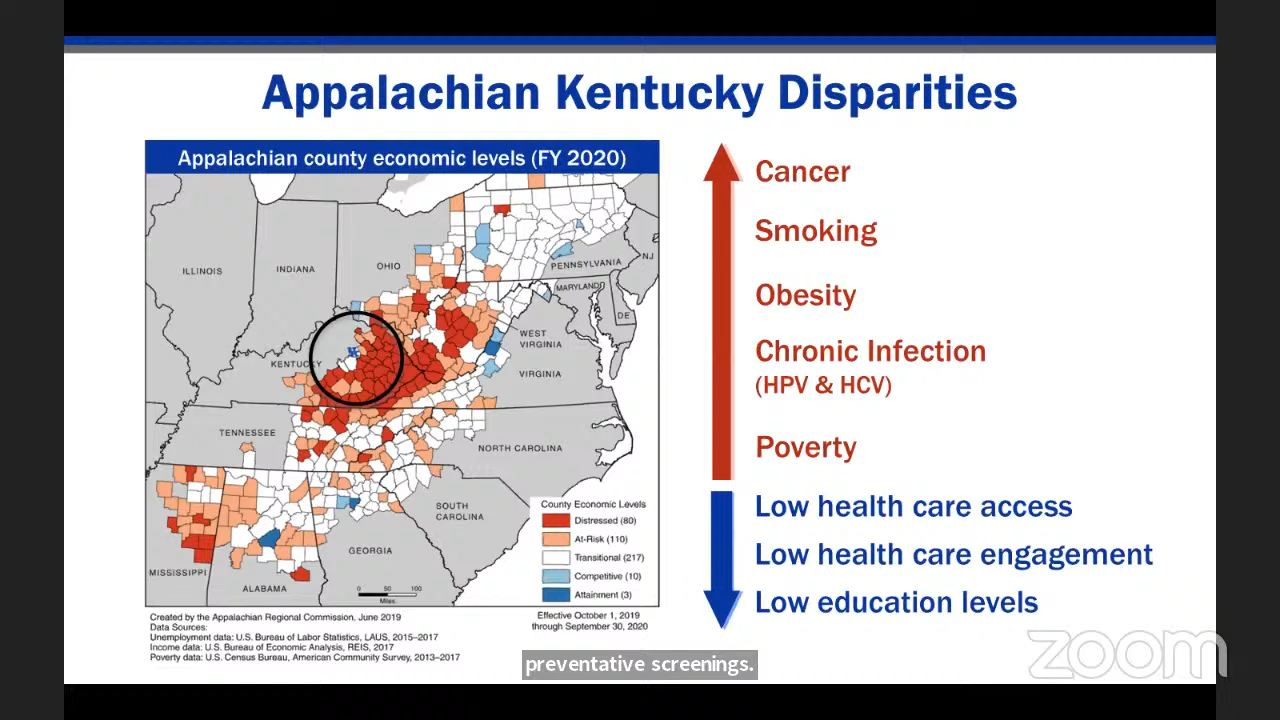 Appalachian Kentucky Disparities
Appalachian county economic levels (FY 2020)
ILLINOIS
INDIANA
OHIO
PENNSYLVANIA
NJ
MARYLAND
DE
WEST
VIRGINIA
VIRGINIA
KENTUCKY
TENNESSEE
NORTH CAROLINA
SOUTH
CAROLINA
MISSISSIPPI
ALABAMA
GEORGIA
0 50 100
Miles
County Economic Levels
Distressed (80)
At-Risk (110)
Transitional (217)
Competitive (10)
Attainment (3)
Created by the Appalachian Regional Commission, June 2019
Data Sources:
Unemployment data: U.S. Bureau of Labor Statistics, LAUS, 2015–2017
Income data: U.S. Bureau of Economic Analysis, REIS, 2017
Poverty data: U.S. Census Bureau, American Community Survey, 2013–2017
Effective October 1, 2019
through September 30, 2020
Cancer
Smoking
Obesity
Chronic Infection
(HPV & HCV)
Poverty
Low health care access
Low health care engagement
Low education levels
preventative screenings.
zoom